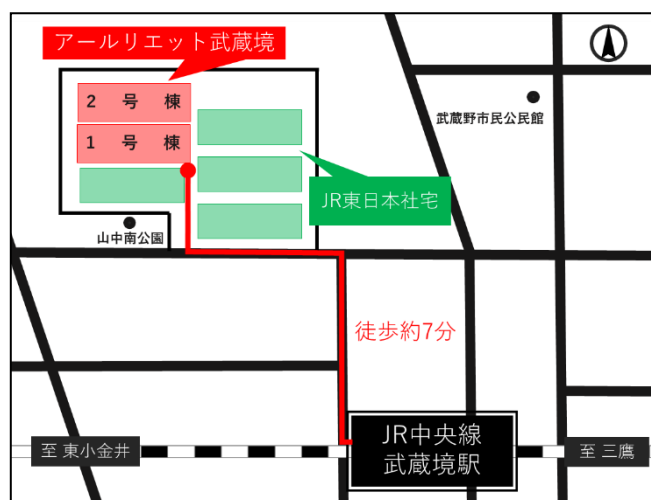 アールリエット武蔵境
2 号 棟
1 号 棟
武蔵野市民公民館
JR東日本社宅
山中南公園
徒歩約7分
JR中央線
武蔵境駅
至 東小金井
至 三鷹